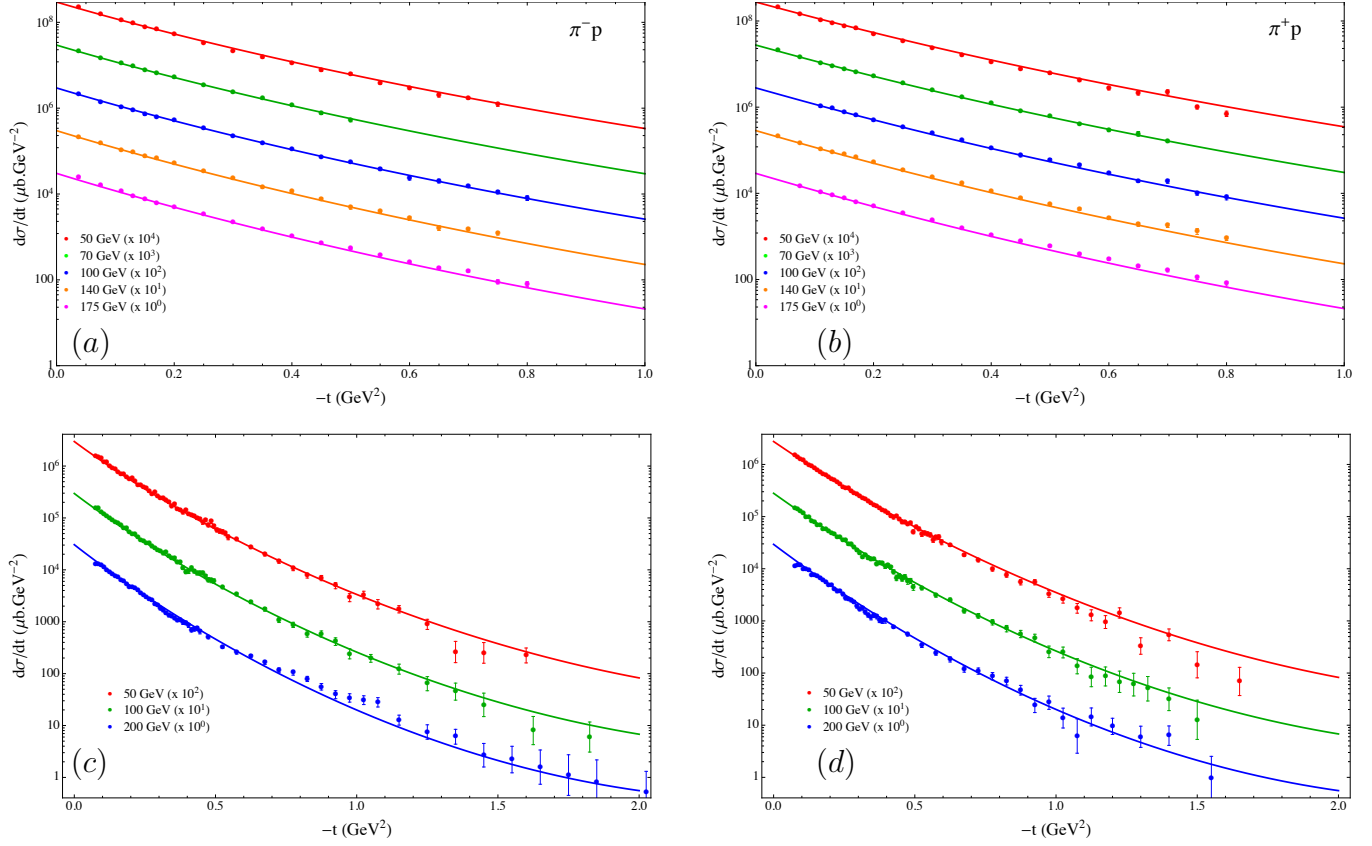 π⁻p
dσ/dt (μb.GeV⁻²)
10⁸
10⁶
10⁴
100
1
50 GeV (x 10⁴)
70 GeV (x 10³)
100 GeV (x 10²)
140 GeV (x 10¹)
175 GeV (x 10⁰)
(a)
0.0 0.2 0.4 0.6 0.8 1.0
−t (GeV²)
π⁺p
dσ/dt (μb.GeV⁻²)
10⁸
10⁶
10⁴
100
1
50 GeV (x 10⁴)
70 GeV (x 10³)
100 GeV (x 10²)
140 GeV (x 10¹)
175 GeV (x 10⁰)
(b)
0.0 0.2 0.4 0.6 0.8 1.0
−t (GeV²)
dσ/dt (μb.GeV⁻²)
10⁶
10⁵
10⁴
1000
100
10
1
50 GeV (x 10²)
100 GeV (x 10¹)
200 GeV (x 10⁰)
(c)
0.0 0.5 1.0 1.5 2.0
−t (GeV²)
dσ/dt (μb.GeV⁻²)
10⁶
10⁵
10⁴
1000
100
10
1
50 GeV (x 10²)
100 GeV (x 10¹)
200 GeV (x 10⁰)
(d)
0.0 0.5 1.0 1.5 2.0
−t (GeV²)